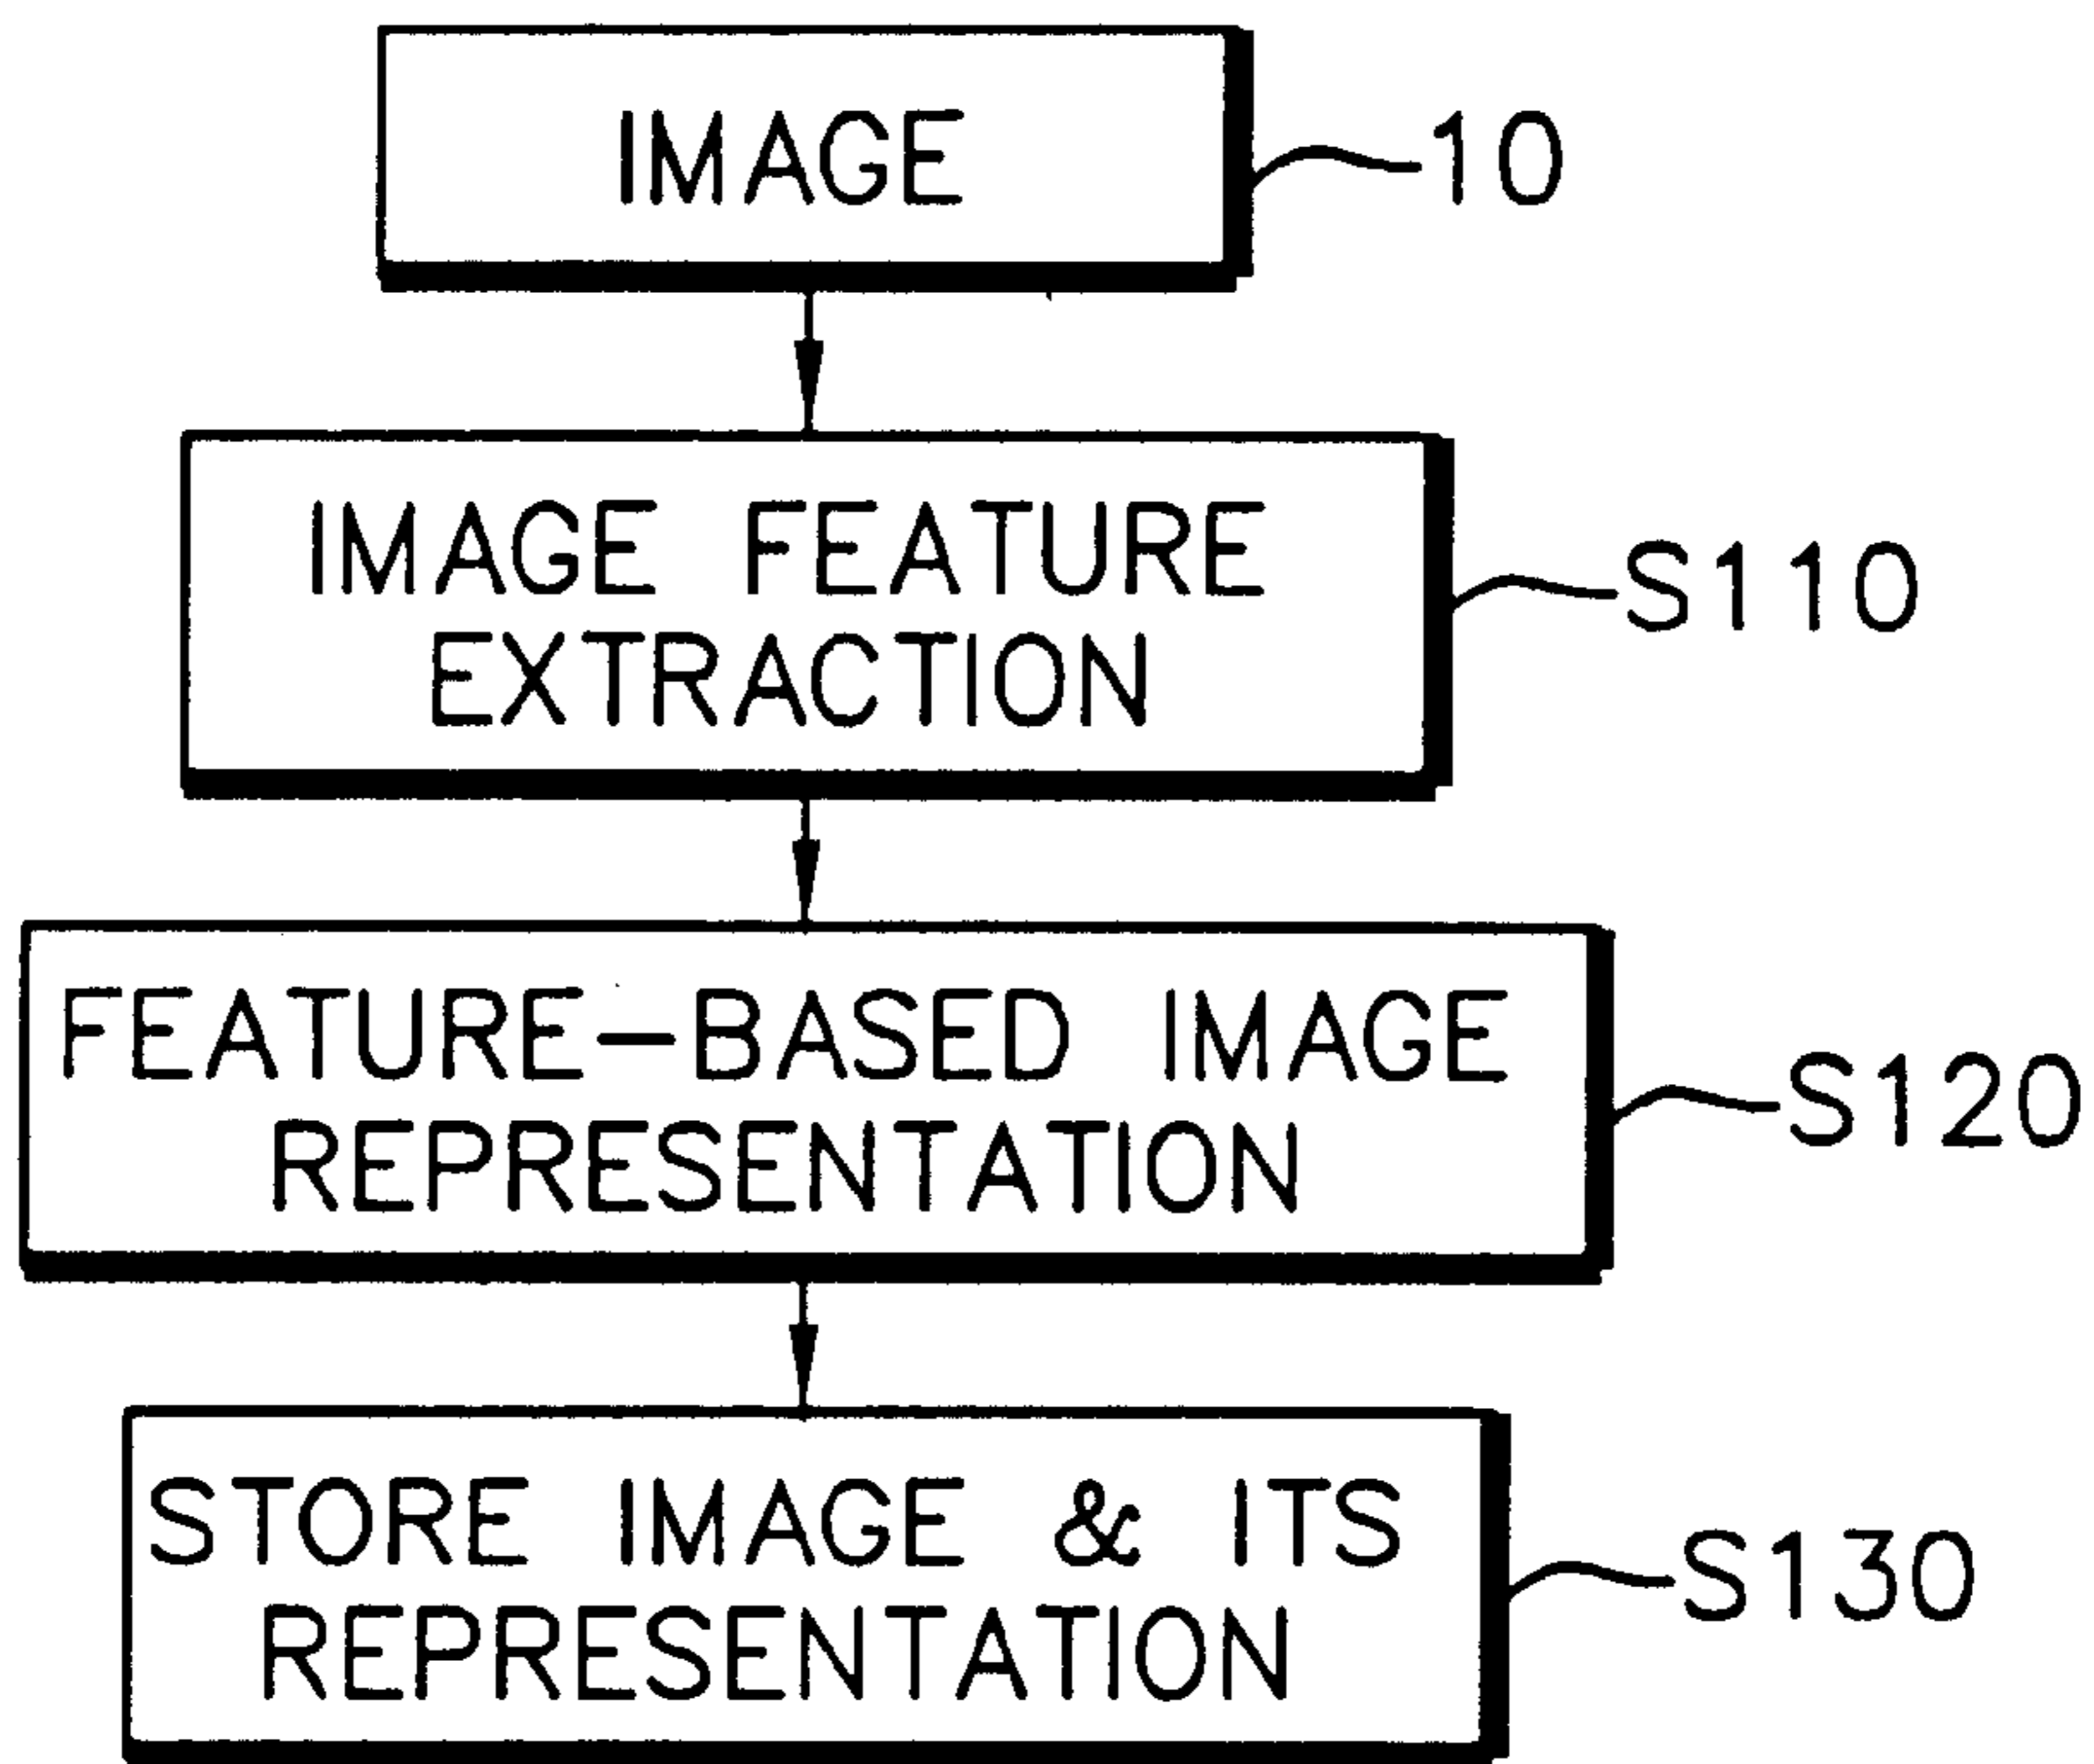 IMAGE
10
IMAGE FEATURE
EXTRACTION
S110
FEATURE-BASED IMAGE
REPRESENTATION
S120
STORE IMAGE & ITS
REPRESENTATION
S130